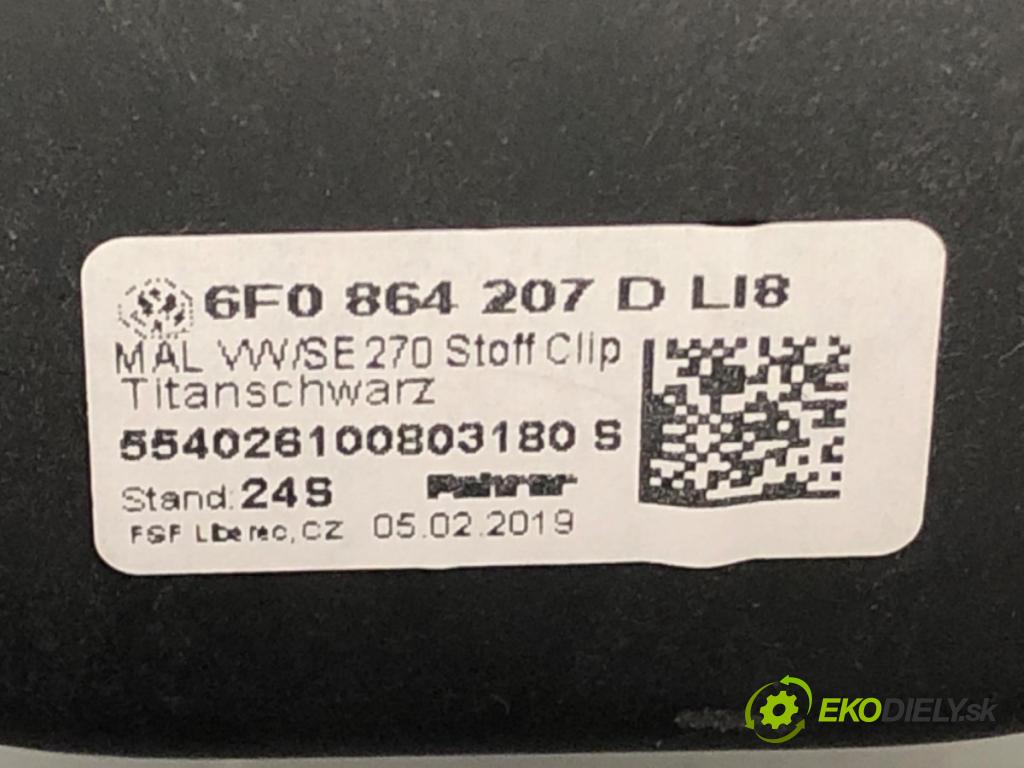 6F0 864 207 D LI8
MAL VW/SE 270 Stoff Clip
Titanschwarz
554026100803180 S
Stand: 24S
FSF Liberec, CZ 05.02.2019
EKODIELY.sk